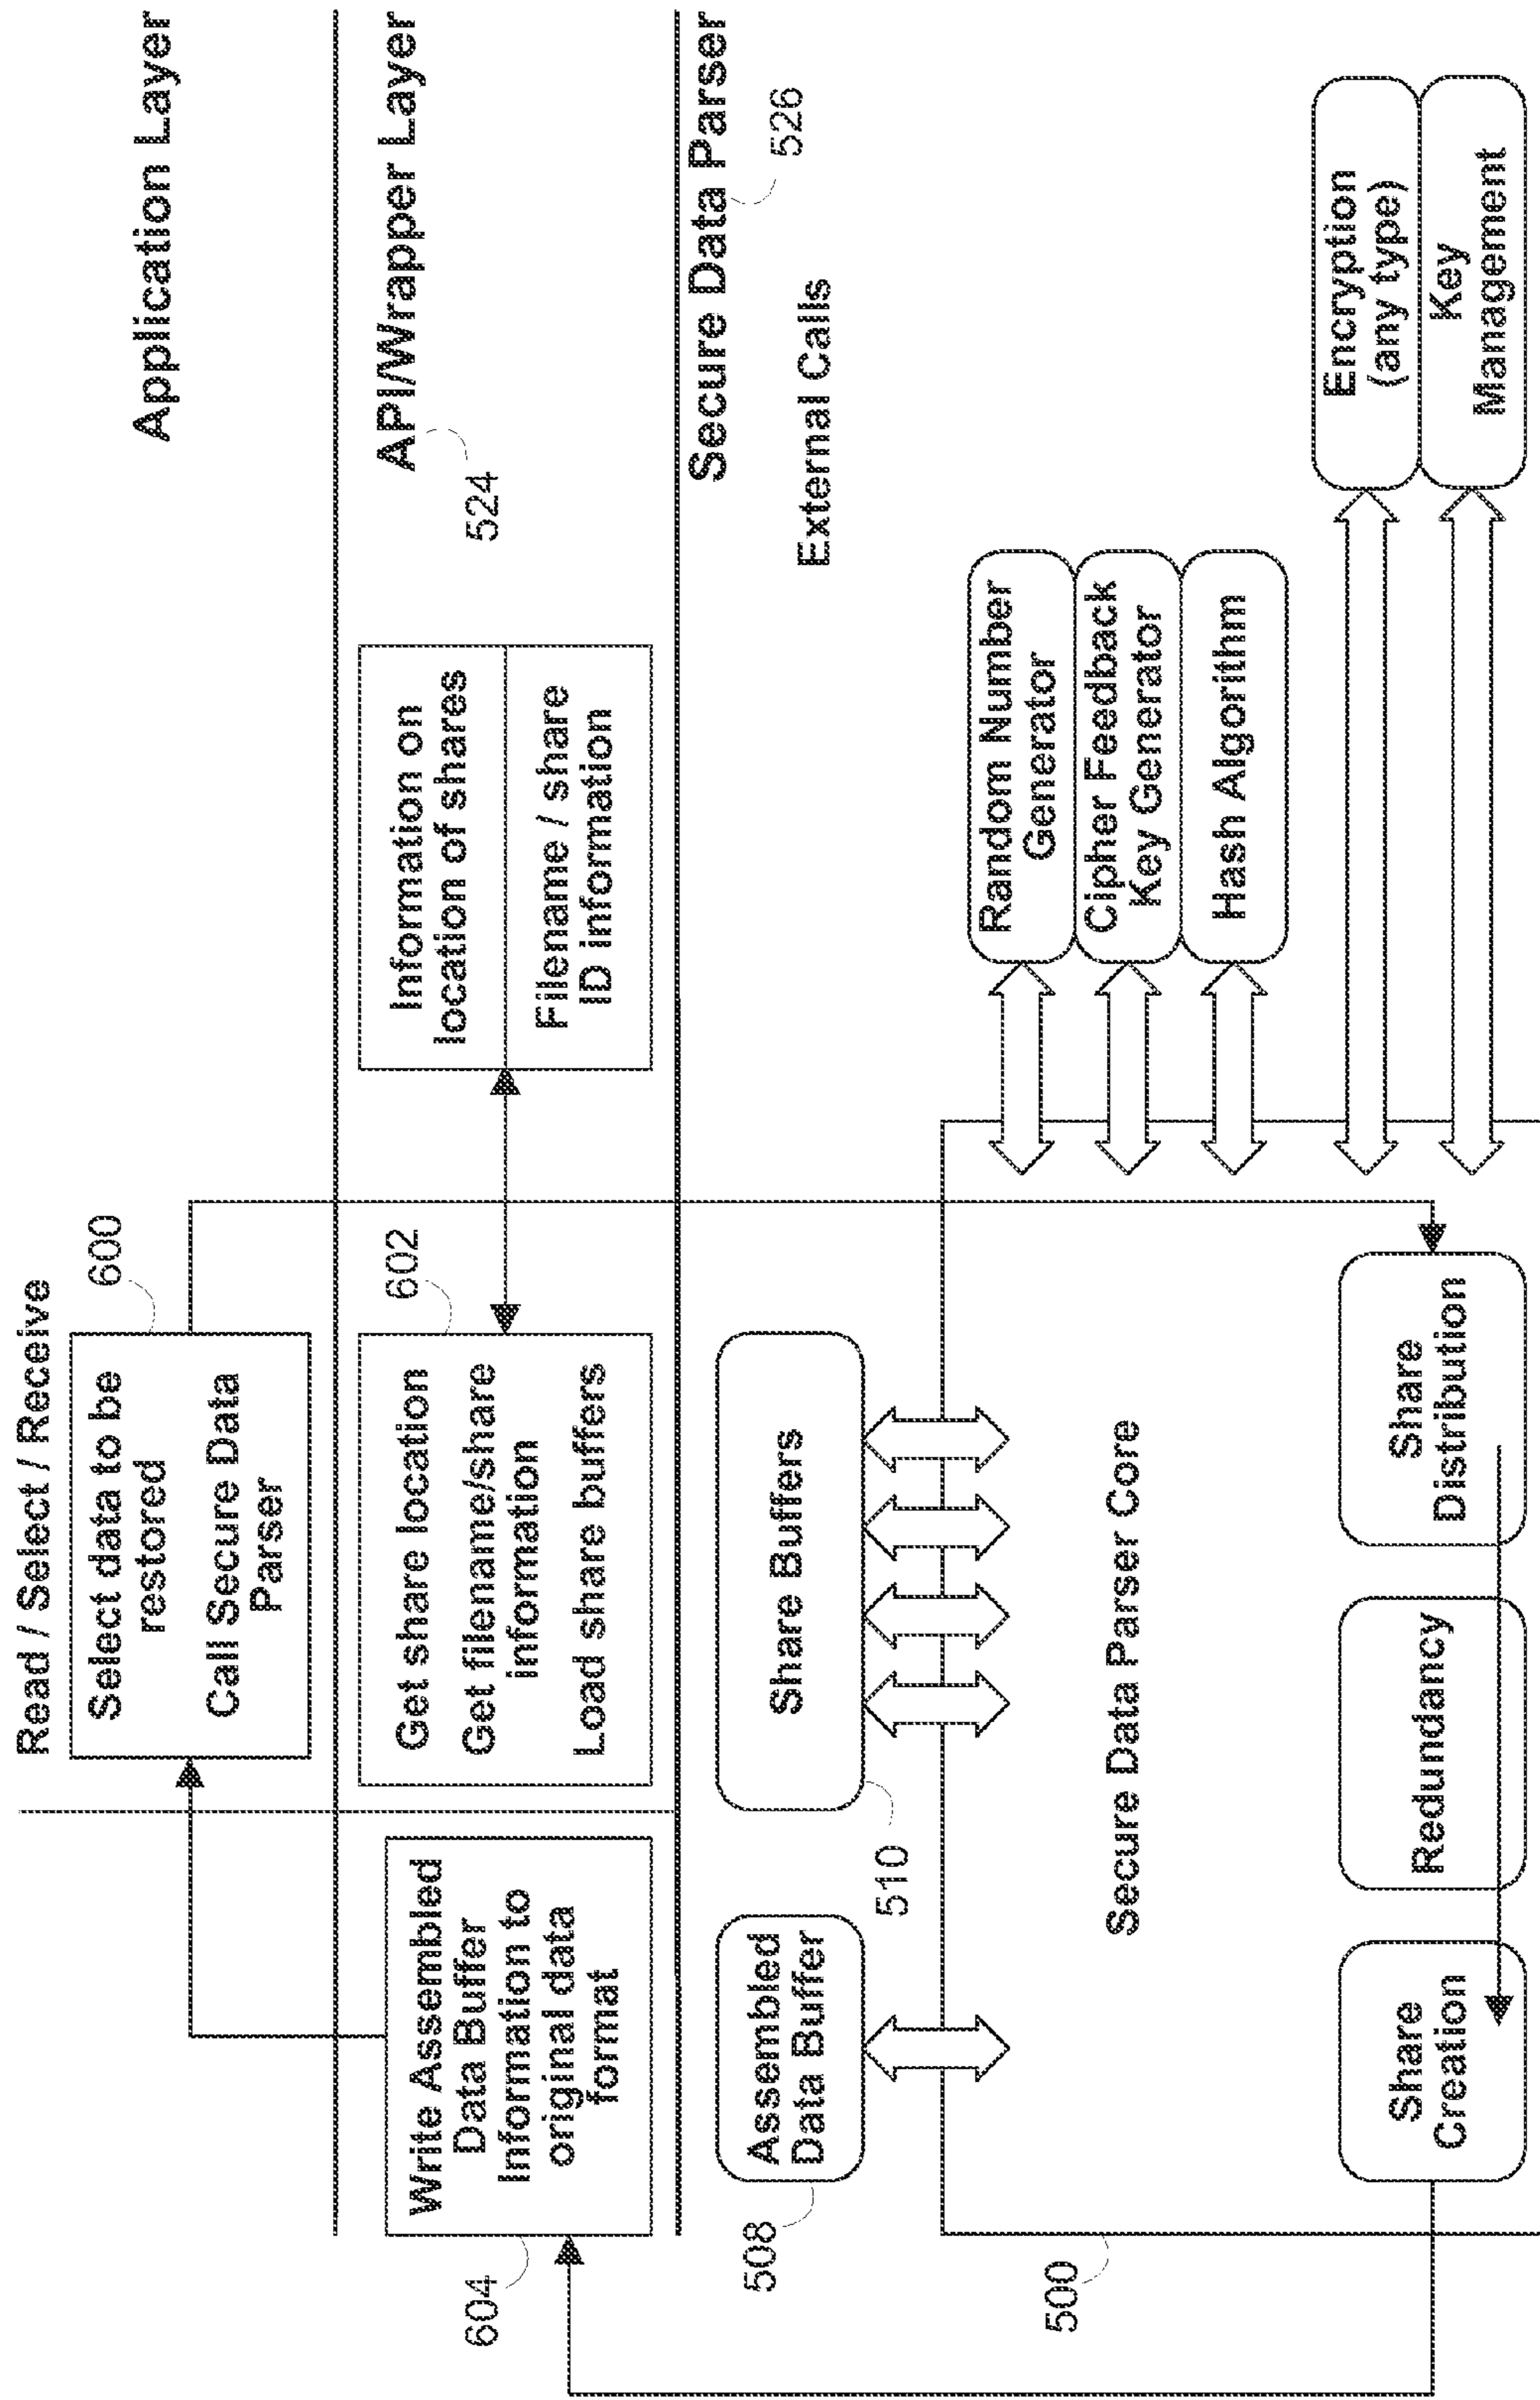 Read / Select / Receive
Application Layer
600
Select data to be
restored
Call Secure Data
Parser
API/Wrapper Layer
524
604
Write Assembled
Data Buffer
Information to
original data
format
602
Get share location
Get filename/share
information
Load share buffers
Information on
location of shares
Filename / share
ID information
Secure Data Parser
526
External Calls
508
Assembled
Data Buffer
510
Share Buffers
500
Secure Data Parser Core
Random Number
Generator
Cipher Feedback
Key Generator
Hash Algorithm
Share
Creation
Redundancy
Share
Distribution
Encryption
(any type)
Key
Management